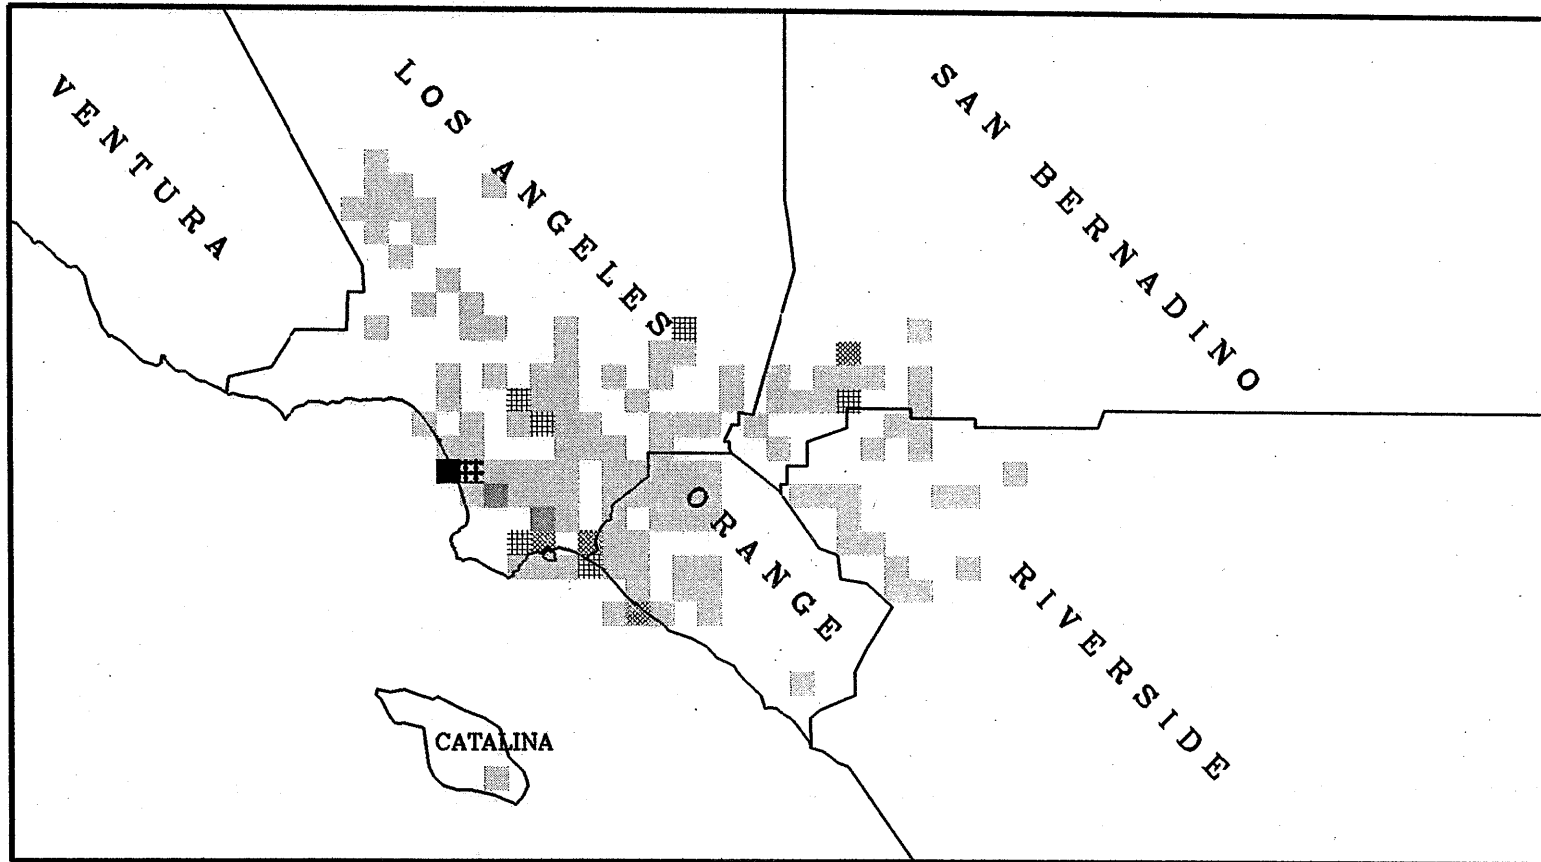 VENTURA
LOS ANGELES
SAN BERNADINO
ORANGE
RIVERSIDE
CATALINA